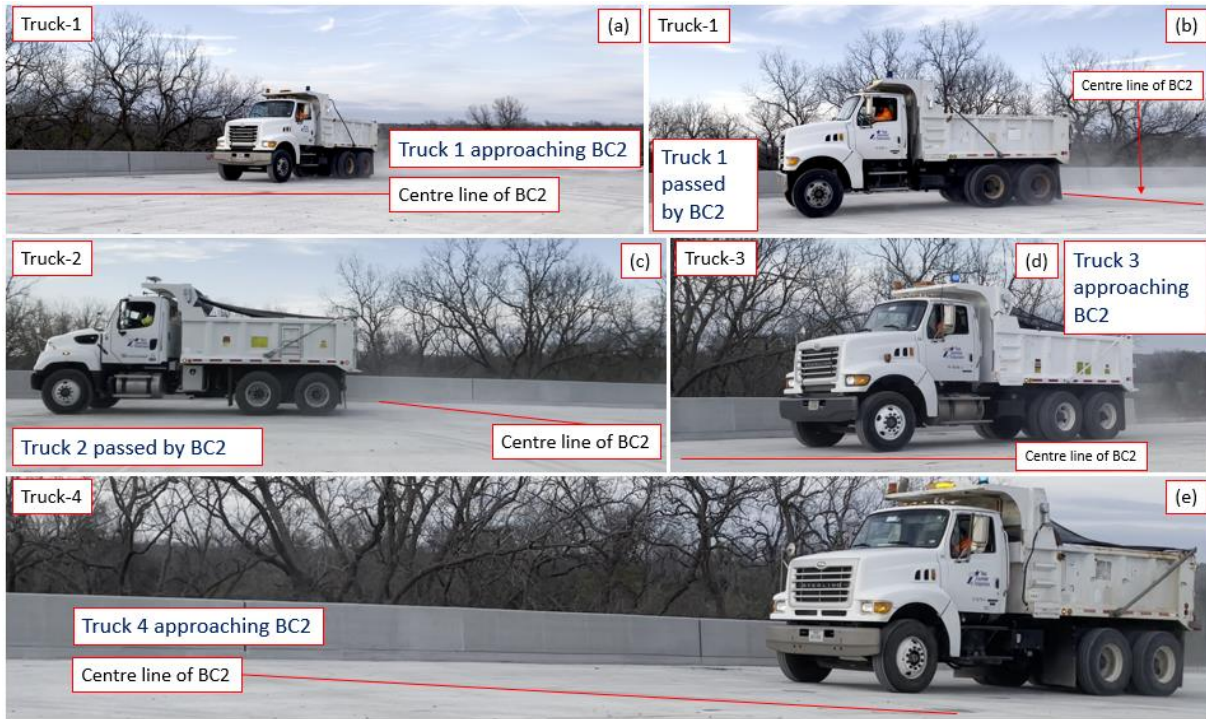 Truck-1
(a)
Truck 1 approaching BC2
Centre line of BC2
Truck-1
(b)
Centre line of BC2
Truck 1
passed
by BC2
Truck-2
(c)
Centre line of BC2
Truck 2 passed by BC2
Truck-3
(d)
Truck 3
approaching
BC2
Centre line of BC2
Truck-4
(e)
STERLING
Truck 4 approaching BC2
Centre line of BC2